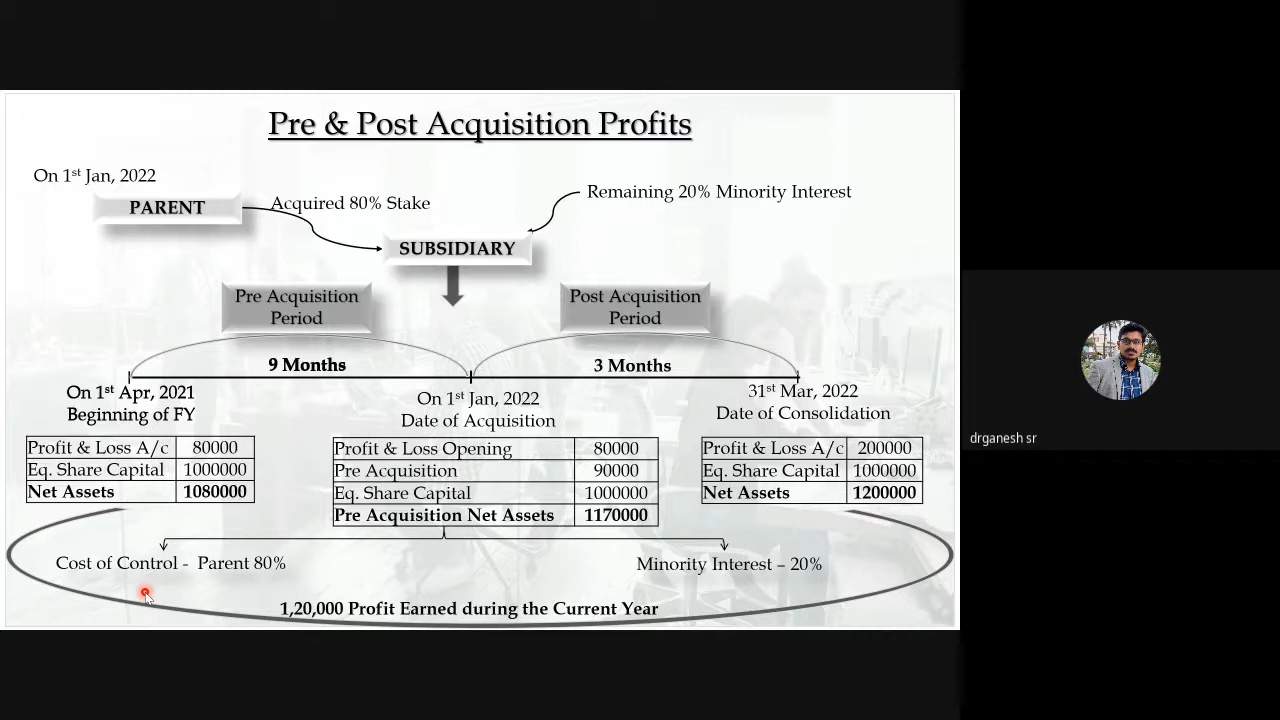 Pre & Post Acquisition Profits
On 1st Jan, 2022
PARENT
Acquired 80% Stake
Remaining 20% Minority Interest
SUBSIDIARY
Pre Acquisition
Period
Post Acquisition
Period
9 Months
3 Months
On 1st Apr, 2021
Beginning of FY
On 1st Jan, 2022
Date of Acquisition
31st Mar, 2022
Date of Consolidation
Profit & Loss A/c 80000
Eq. Share Capital 1000000
Net Assets 1080000
Profit & Loss Opening 80000
Pre Acquisition 90000
Eq. Share Capital 1000000
Pre Acquisition Net Assets 1170000
Profit & Loss A/c 200000
Eq. Share Capital 1000000
Net Assets 1200000
Cost of Control - Parent 80%
Minority Interest – 20%
1,20,000 Profit Earned during the Current Year
drganesh sr